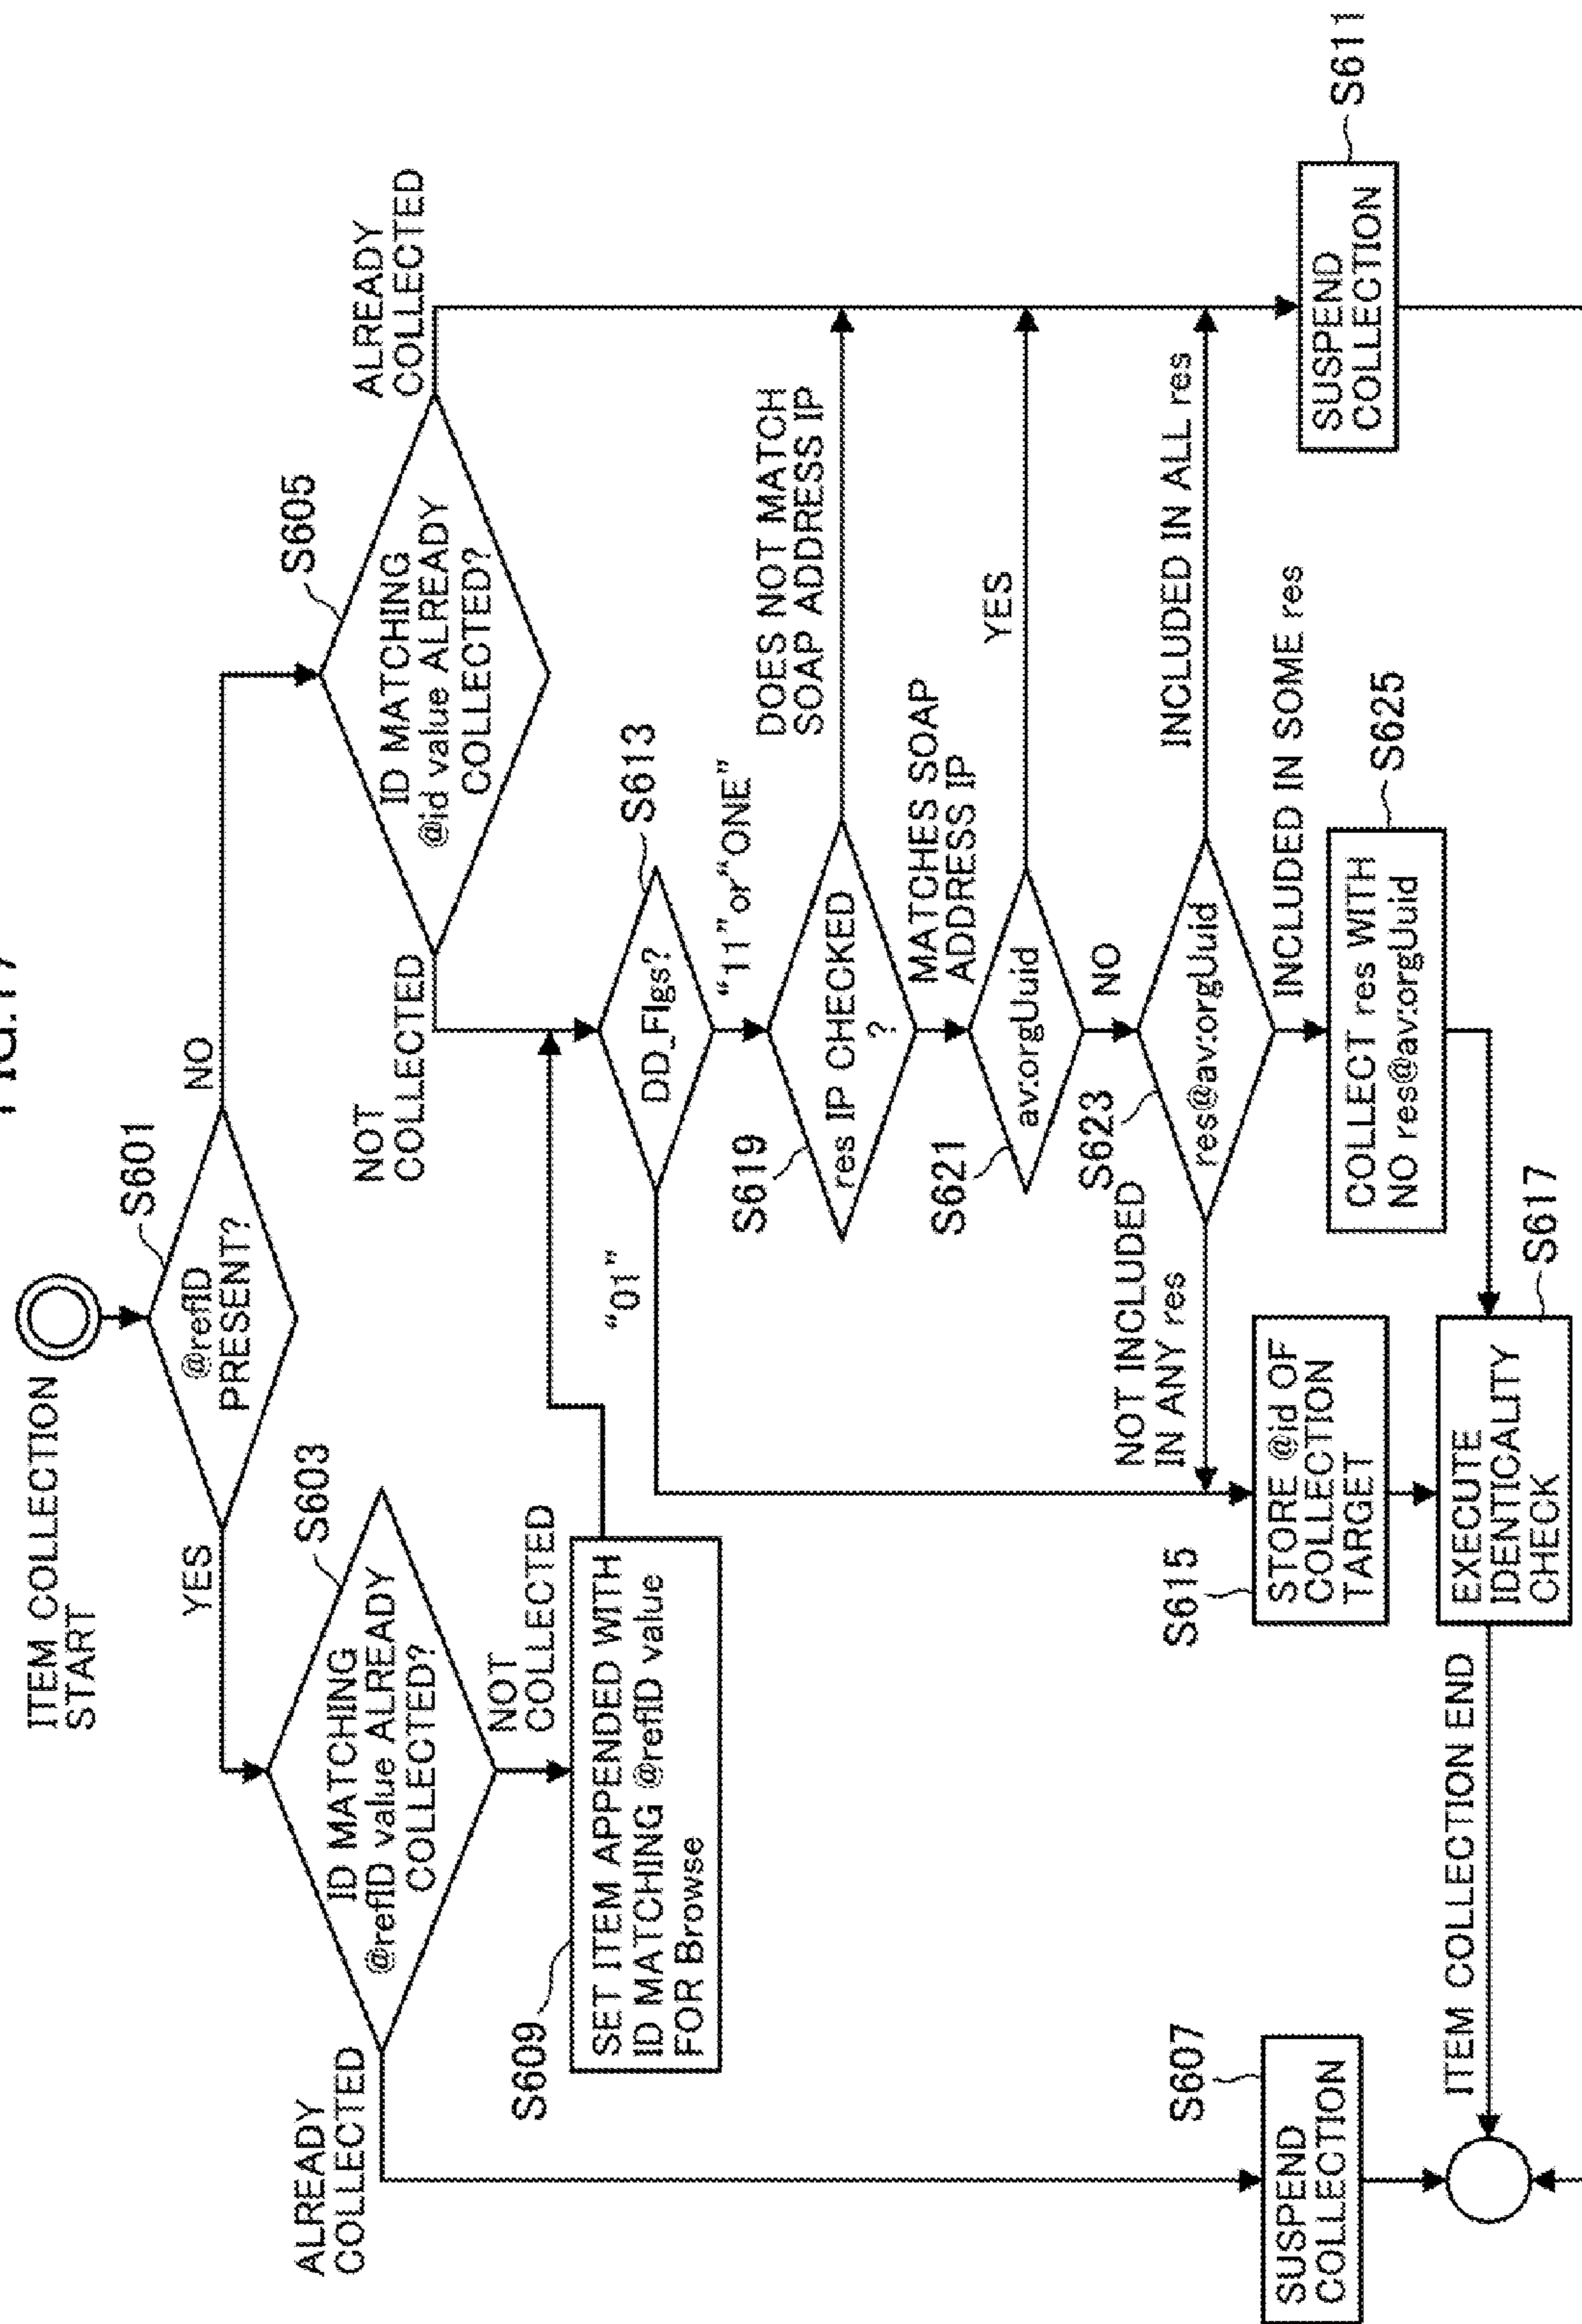 FIG.17
ITEM COLLECTION
START
S601
@refID
PRESENT?
YES
NO
S603
ID MATCHING
@refID value ALREADY
COLLECTED?
S605
ID MATCHING
@id value ALREADY
COLLECTED?
ALREADY
COLLECTED
NOT
COLLECTED
NOT
COLLECTED
ALREADY
COLLECTED
S609
SET ITEM APPENDED WITH
ID MATCHING @refID value
FOR Browse
S613
DD_Flgs?
"01"
"11" or "ONE"
S619
res IP CHECKED
?
DOES NOT MATCH
SOAP ADDRESS IP
MATCHES SOAP
ADDRESS IP
S621
av:orgUuid
YES
NO
S623
res@av:orgUuid
NOT INCLUDED
IN ANY res
INCLUDED IN ALL res
INCLUDED IN SOME res
S607
SUSPEND
COLLECTION
S615
STORE @id OF
COLLECTION
TARGET
S625
COLLECT res WITH
NO res@av:orgUuid
S611
SUSPEND
COLLECTION
S617
EXECUTE
IDENTICALITY
CHECK
ITEM COLLECTION END